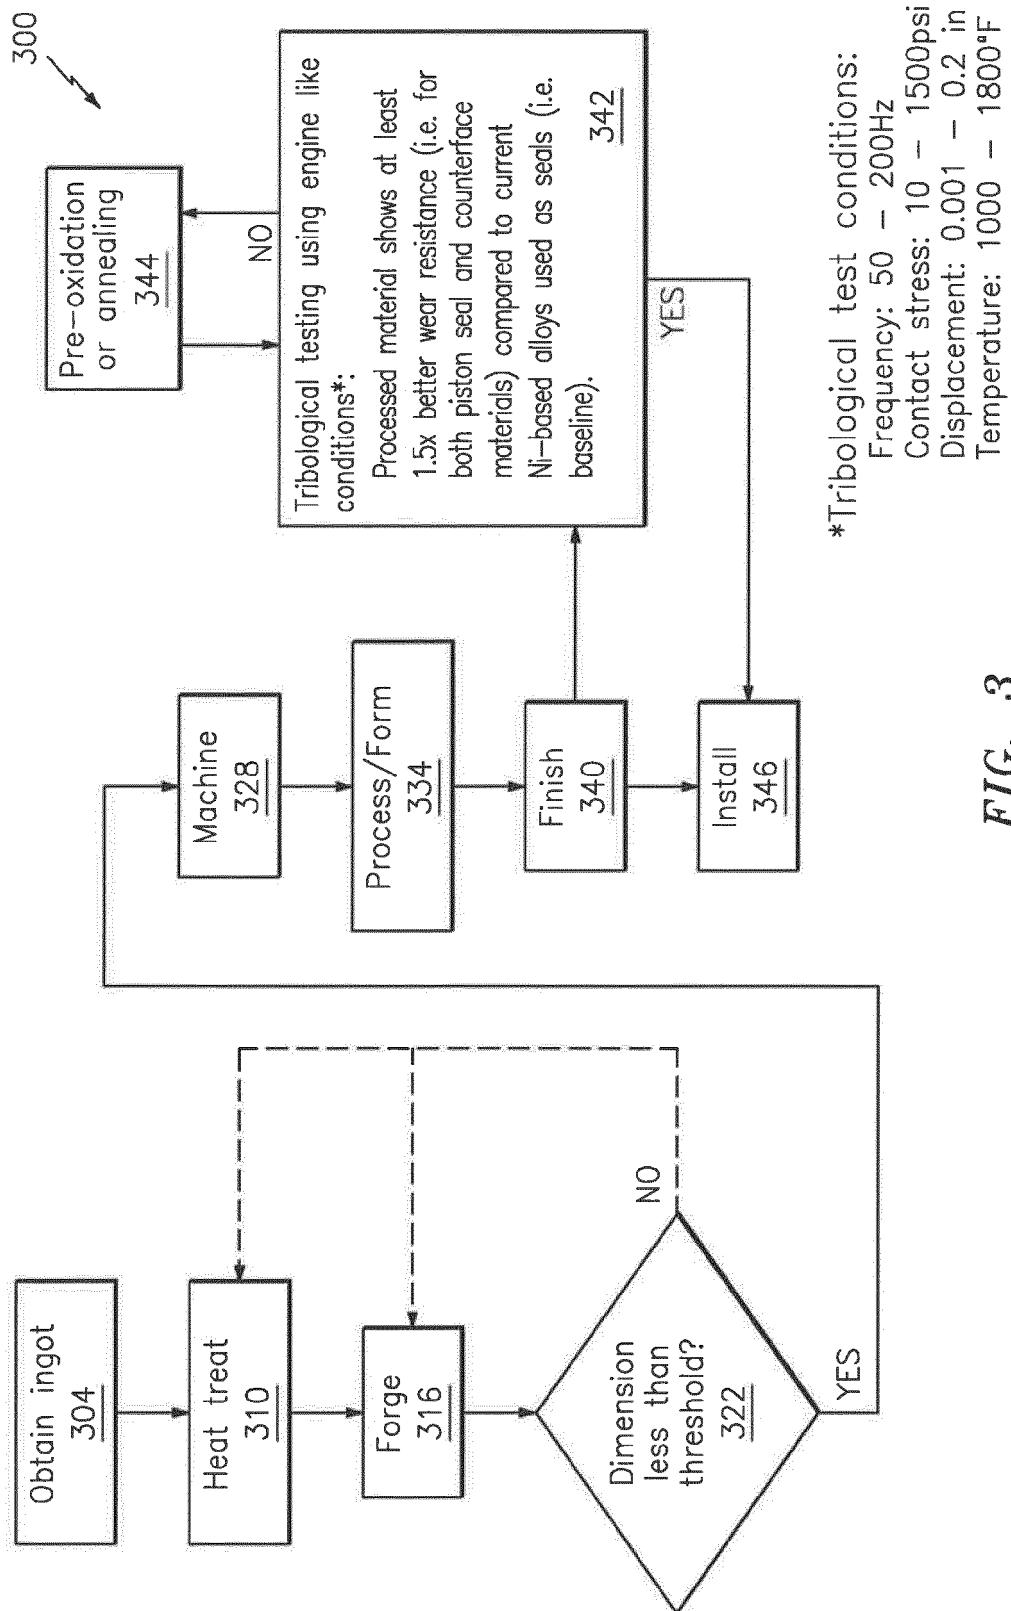 300
Obtain ingot
304
Heat treat
310
Forge
316
Dimension
less than
threshold?
322
NO
YES
Machine
328
Process/Form
334
Finish
340
Install
346
Pre-oxidation
or annealing
344
NO
Tribological testing using engine like
conditions*:
Processed material shows at least
1.5x better wear resistance (i.e. for
both piston seal and counterface
materials) compared to current
Ni-based alloys used as seals (i.e.
baseline).
342
YES
*Tribological test conditions:
Frequency: 50 - 200Hz
Contact stress: 10 - 1500psi
Displacement: 0.001 - 0.2 in
Temperature: 1000 - 1800°F
FIG. 3